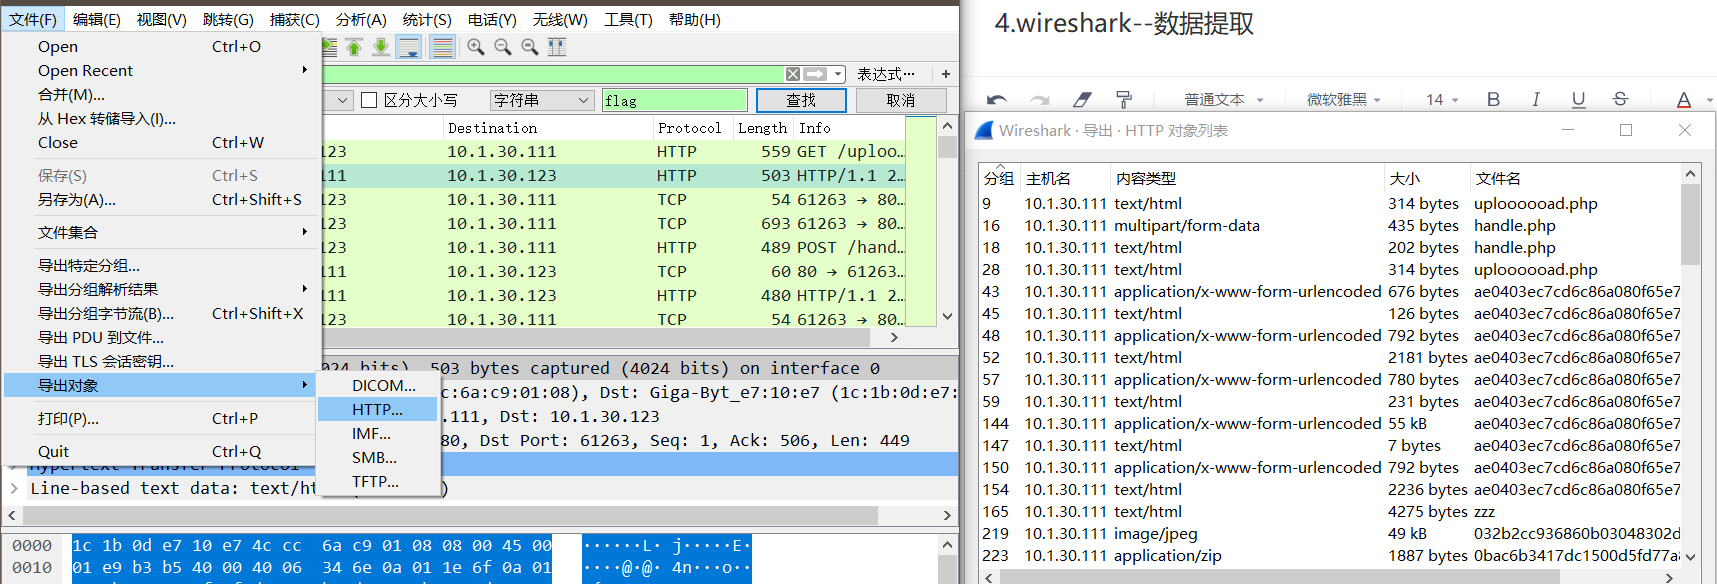 文件(F) 编辑(E) 视图(V) 跳转(G) 捕获(C) 分析(A) 统计(S) 电话(Y) 无线(W) 工具(T) 帮助(H)
Open Ctrl+O
Open Recent
合并(M)...
从 Hex 转储导入(I)...
Close Ctrl+W
保存(S) Ctrl+S
另存为(A)... Ctrl+Shift+S
文件集合
导出特定分组...
导出分组解析结果
导出分组字节流(B)... Ctrl+Shift+X
导出 PDU 到文件...
导出 TLS 会话密钥...
导出对象
打印(P)... Ctrl+P
Quit Ctrl+Q
DICOM...
HTTP...
IMF...
SMB...
TFTP...
表达式… +
区分大小写 字符串 flag 查找 取消
Destination Protocol Length Info
123 10.1.30.111 HTTP 559 GET /uploo…
111 10.1.30.123 HTTP 503 HTTP/1.1 2…
123 10.1.30.111 TCP 54 61263 → 80…
123 10.1.30.111 TCP 693 61263 → 80…
123 10.1.30.111 HTTP 489 POST /hand…
111 10.1.30.123 TCP 60 80 → 61263…
111 10.1.30.123 HTTP 480 HTTP/1.1 2…
123 10.1.30.111 TCP 54 61263 → 80…
024 bits), 503 bytes captured (4024 bits) on interface 0
c:6a:c9:01:08), Dst: Giga-Byt_e7:10:e7 (1c:1b:0d:e7:
.111, Dst: 10.1.30.123
80, Dst Port: 61263, Seq: 1, Ack: 506, Len: 449
Hypertext Transfer Protocol
Line-based text data: text/ht )
0000 1c 1b 0d e7 10 e7 4c cc 6a c9 01 08 08 00 45 00 ······L· j·····E·
0010 01 e9 b3 b5 40 00 40 06 34 6e 0a 01 1e 6f 0a 01 ····@·@· 4n···o··
4.wireshark--数据提取
普通文本 微软雅黑 14 B I U S A
Wireshark · 导出 · HTTP 对象列表
分组 主机名 内容类型 大小 文件名
9 10.1.30.111 text/html 314 bytes uploooooad.php
16 10.1.30.111 multipart/form-data 435 bytes handle.php
18 10.1.30.111 text/html 202 bytes handle.php
28 10.1.30.111 text/html 314 bytes uploooooad.php
43 10.1.30.111 application/x-www-form-urlencoded 676 bytes ae0403ec7cd6c86a080f65e7
45 10.1.30.111 text/html 126 bytes ae0403ec7cd6c86a080f65e7
48 10.1.30.111 application/x-www-form-urlencoded 792 bytes ae0403ec7cd6c86a080f65e7
52 10.1.30.111 text/html 2181 bytes ae0403ec7cd6c86a080f65e7
57 10.1.30.111 application/x-www-form-urlencoded 780 bytes ae0403ec7cd6c86a080f65e7
59 10.1.30.111 text/html 231 bytes ae0403ec7cd6c86a080f65e7
144 10.1.30.111 application/x-www-form-urlencoded 55 kB ae0403ec7cd6c86a080f65e7
147 10.1.30.111 text/html 7 bytes ae0403ec7cd6c86a080f65e7
150 10.1.30.111 application/x-www-form-urlencoded 792 bytes ae0403ec7cd6c86a080f65e7
154 10.1.30.111 text/html 2236 bytes ae0403ec7cd6c86a080f65e7
165 10.1.30.111 text/html 4275 bytes zzz
219 10.1.30.111 image/jpeg 49 kB 032b2cc936860b03048302d
223 10.1.30.111 application/zip 1887 bytes 0bac6b3417dc1500d5fd77a